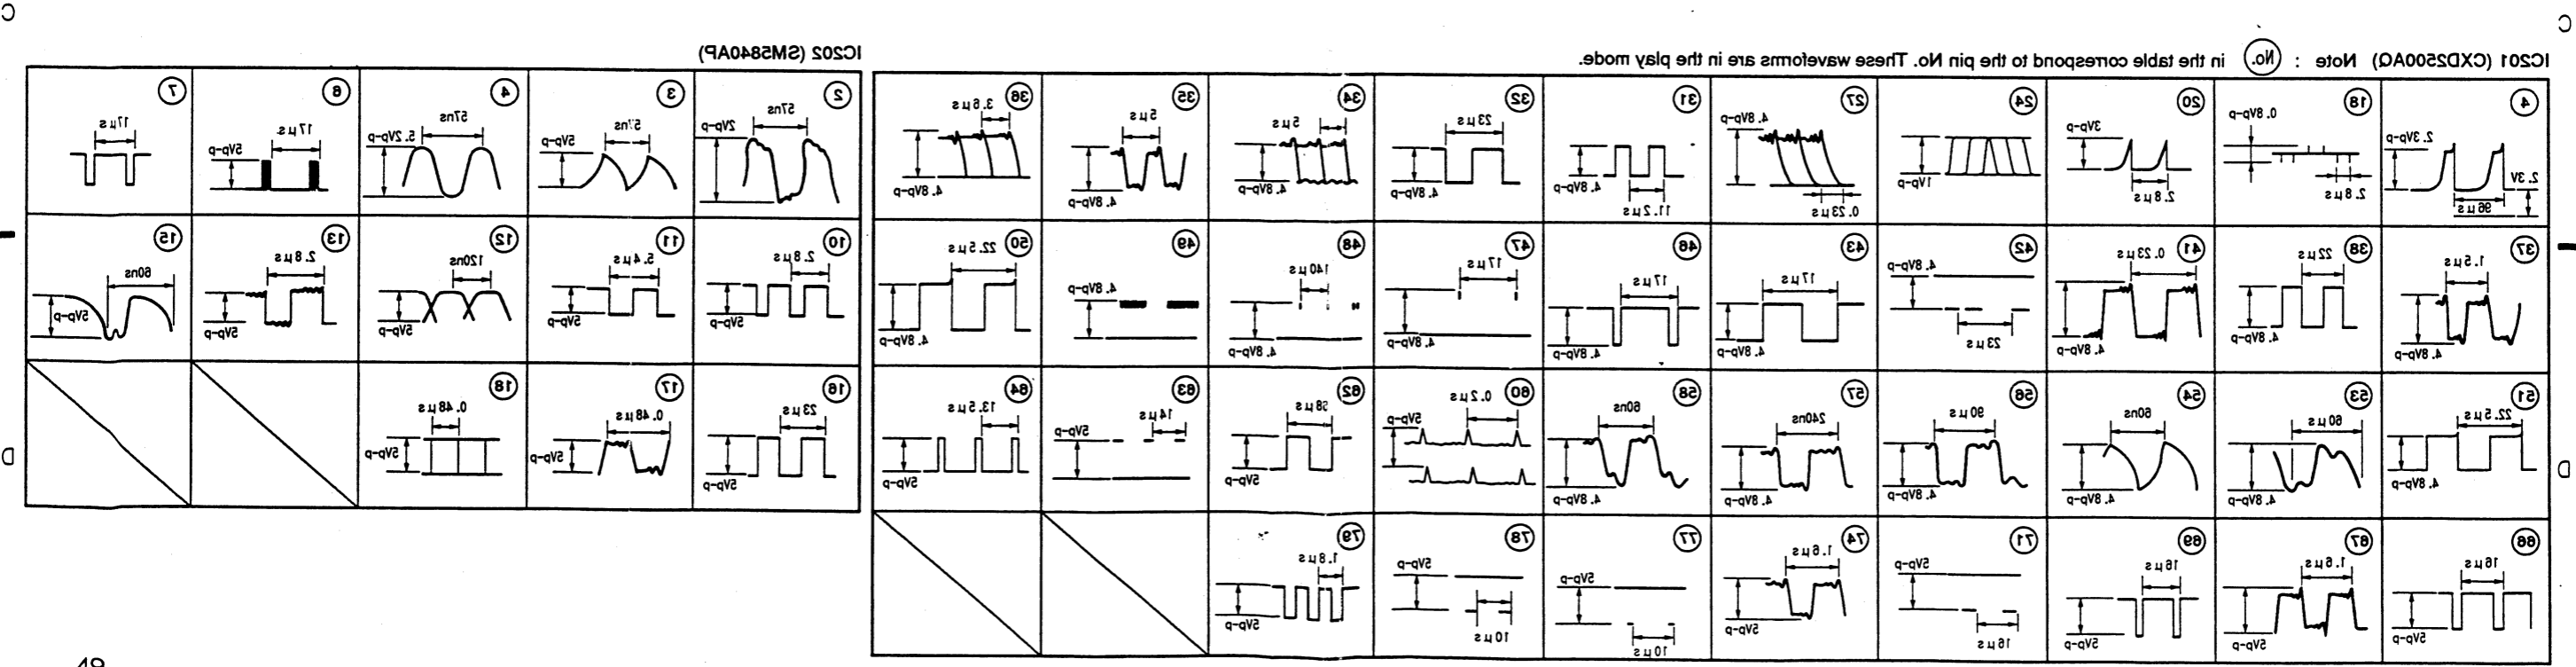 C
C
IC201 (CXD2500AQ) Note : (No.) in the table correspond to the pin No. These waveforms are in the play mode.
4
2.3Vp-p
2.3V
96μs
18
0.8Vp-p
2.8μs
20
3Vp-p
2.8μs
24
1Vp-p
27
4.8Vp-p
0.23μs
31
4.8Vp-p
11.2μs
32
23μs
4.8Vp-p
34
5μs
4.8Vp-p
35
5μs
4.8Vp-p
36
3.6μs
4.8Vp-p
37
1.5μs
4.8Vp-p
38
22μs
4.8Vp-p
41
0.23μs
4.8Vp-p
42
4.8Vp-p
23μs
43
17μs
4.8Vp-p
46
17μs
4.8Vp-p
47
17μs
4.8Vp-p
48
140μs
4.8Vp-p
49
4.8Vp-p
50
22.5μs
4.8Vp-p
51
22.5μs
4.8Vp-p
53
60μs
4.8Vp-p
54
60ns
4.8Vp-p
56
90μs
4.8Vp-p
57
240ns
4.8Vp-p
58
60ns
4.8Vp-p
60
0.2μs
5Vp-p
62
58μs
5Vp-p
63
14μs
5Vp-p
64
13.5μs
5Vp-p
66
16μs
5Vp-p
67
1.6μs
5Vp-p
69
16μs
5Vp-p
71
5Vp-p
16μs
74
1.6μs
5Vp-p
77
5Vp-p
10μs
78
5Vp-p
10μs
79
1.8μs
5Vp-p
IC202 (SM5840AP)
2
57ns
2Vp-p
3
57ns
5Vp-p
4
57ns
5.2Vp-p
6
17μs
5Vp-p
7
17μs
10
2.8μs
5Vp-p
11
5.4μs
5Vp-p
12
120ns
5Vp-p
13
2.8μs
5Vp-p
15
60ns
5Vp-p
16
23μs
5Vp-p
17
0.48μs
5Vp-p
18
0.48μs
5Vp-p
D
D